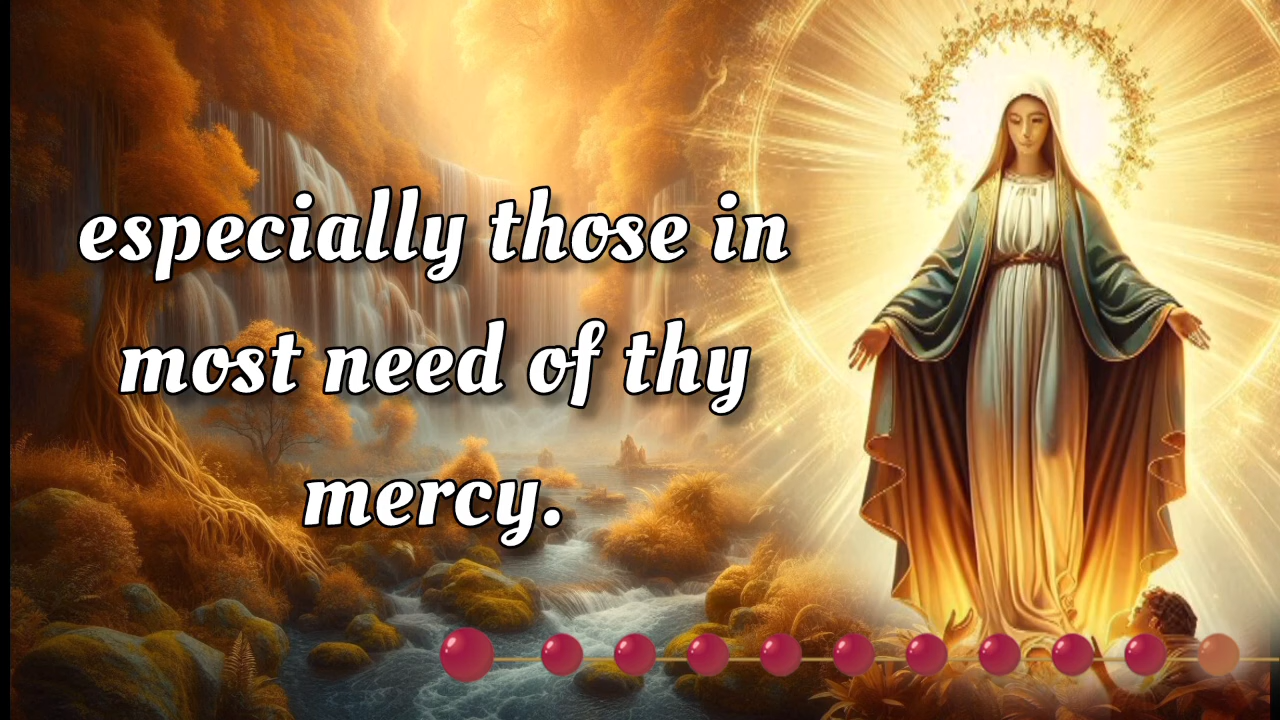 especially those in
most need of thy
mercy.